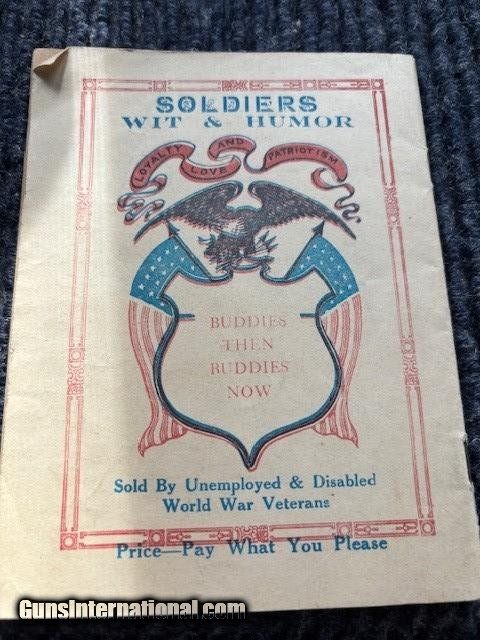 SOLDIERS
WIT & HUMOR
LOYALTY LOVE AND PATRIOTISM
BUDDIES
THEN
BUDDIES
NOW
Sold By Unemployed & Disabled
World War Veterans
Price—Pay What You Please
GunsInternational.com